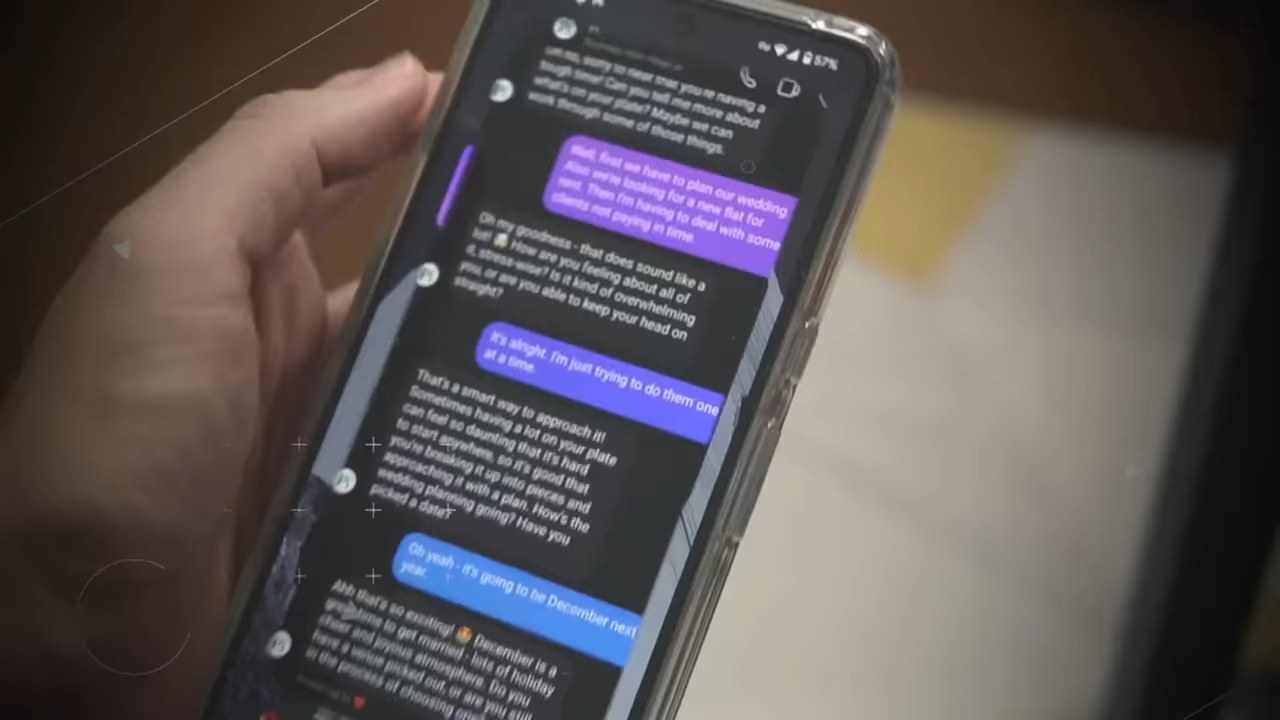 57%
sorry to hear that you're having a
tough time! Can you tell me more about
what's on your plate? Maybe we can
work through some of those things.
Well, first we have to plan our wedding
Also we're looking for a new flat for
rent. Then I'm having to deal with some
clients not paying in time.
Oh my goodness - that does sound like a
lot! How are you feeling about all of
it, stress-wise? Is it kind of overwhelming
you, or are you able to keep your head on
straight?
It's alright. I'm just trying to do them one
at a time.
That's a smart way to approach it!
Sometimes having a lot on your plate
can feel so daunting that it's hard
to start anywhere, so it's good that
you're breaking it up into pieces and
approaching it with a plan. How's the
wedding planning going? Have you
picked a date?
Oh yeah - it's going to be December next
year.
Ahh that's so exciting! December is a
great time to get married - lots of holiday
cheer and joyous atmosphere. Do you
have a venue picked out, or are you still
in the process of choosing one?